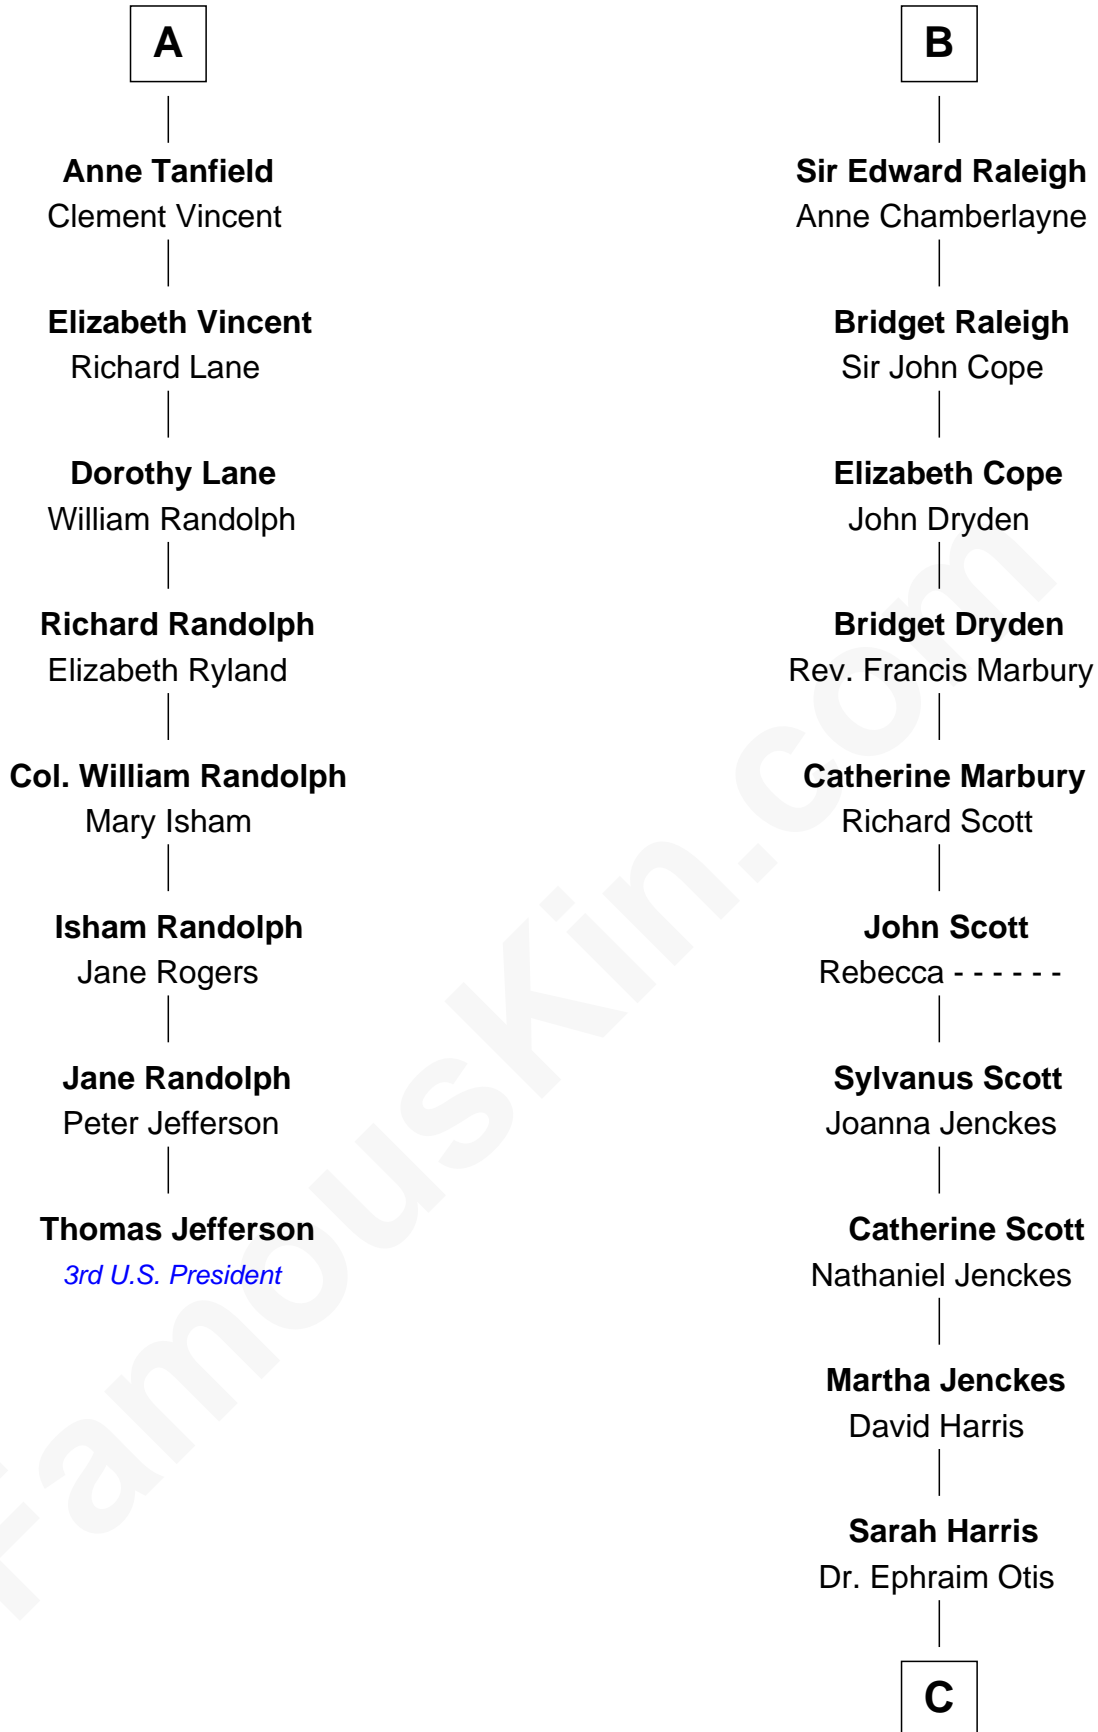 A
Anne Tanfield
Clement Vincent
Elizabeth Vincent
Richard Lane
Dorothy Lane
William Randolph
Richard Randolph
Elizabeth Ryland
Col. William Randolph
Mary Isham
Isham Randolph
Jane Rogers
Jane Randolph
Peter Jefferson
Thomas Jefferson
3rd U.S. President
B
Sir Edward Raleigh
Anne Chamberlayne
Bridget Raleigh
Sir John Cope
Elizabeth Cope
John Dryden
Bridget Dryden
Rev. Francis Marbury
Catherine Marbury
Richard Scott
John Scott
Rebecca - - - - - -
Sylvanus Scott
Joanna Jenckes
Catherine Scott
Nathaniel Jenckes
Martha Jenckes
David Harris
Sarah Harris
Dr. Ephraim Otis
C
FamousKin.com